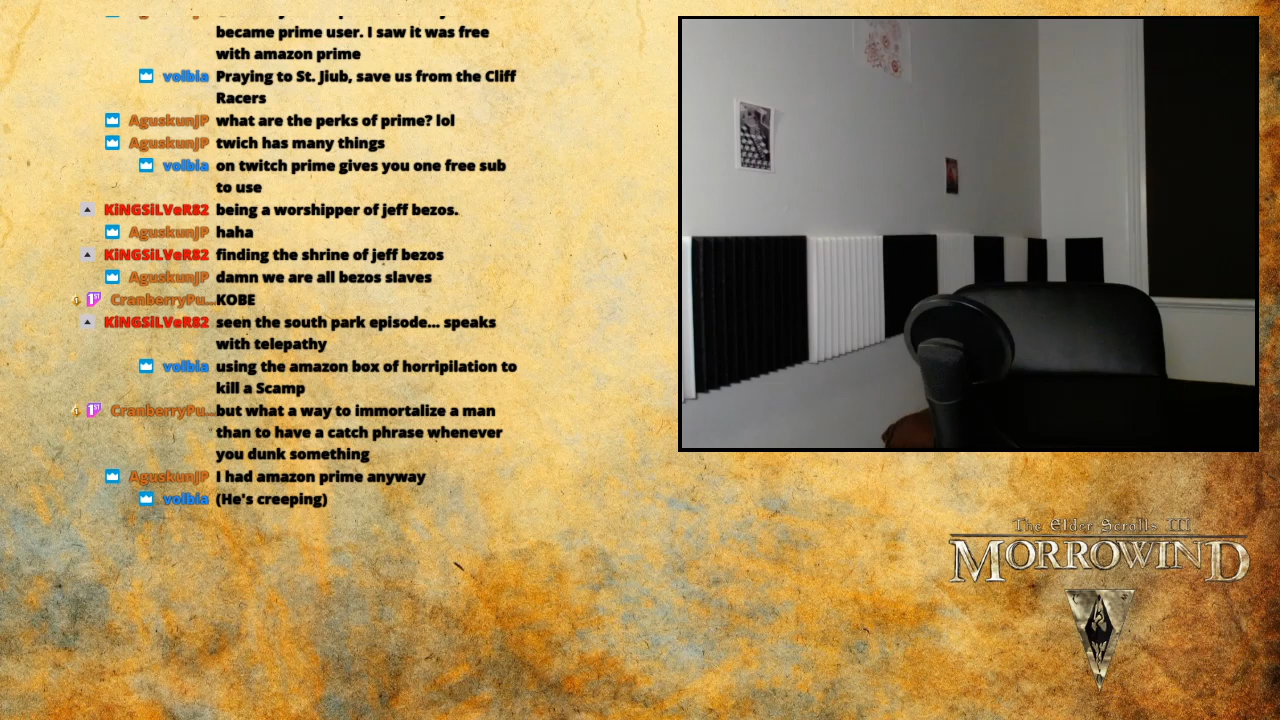 became prime user. I saw it was free
with amazon prime
voibia Praying to St. Jiub, save us from the Cliff
Racers
AguskunJP what are the perks of prime? lol
AguskunJP twich has many things
voibia on twitch prime gives you one free sub
to use
KiNGSiLVeR82 being a worshipper of jeff bezos.
AguskunJP haha
KiNGSiLVeR82 finding the shrine of jeff bezos
AguskunJP damn we are all bezos slaves
CranberryPu... KOBE
KiNGSiLVeR82 seen the south park episode... speaks
with telepathy
voibia using the amazon box of horripilation to
kill a Scamp
CranberryPu... but what a way to immortalize a man
than to have a catch phrase whenever
you dunk something
AguskunJP I had amazon prime anyway
voibia (He's creeping)
The Elder Scrolls III
MORROWIND